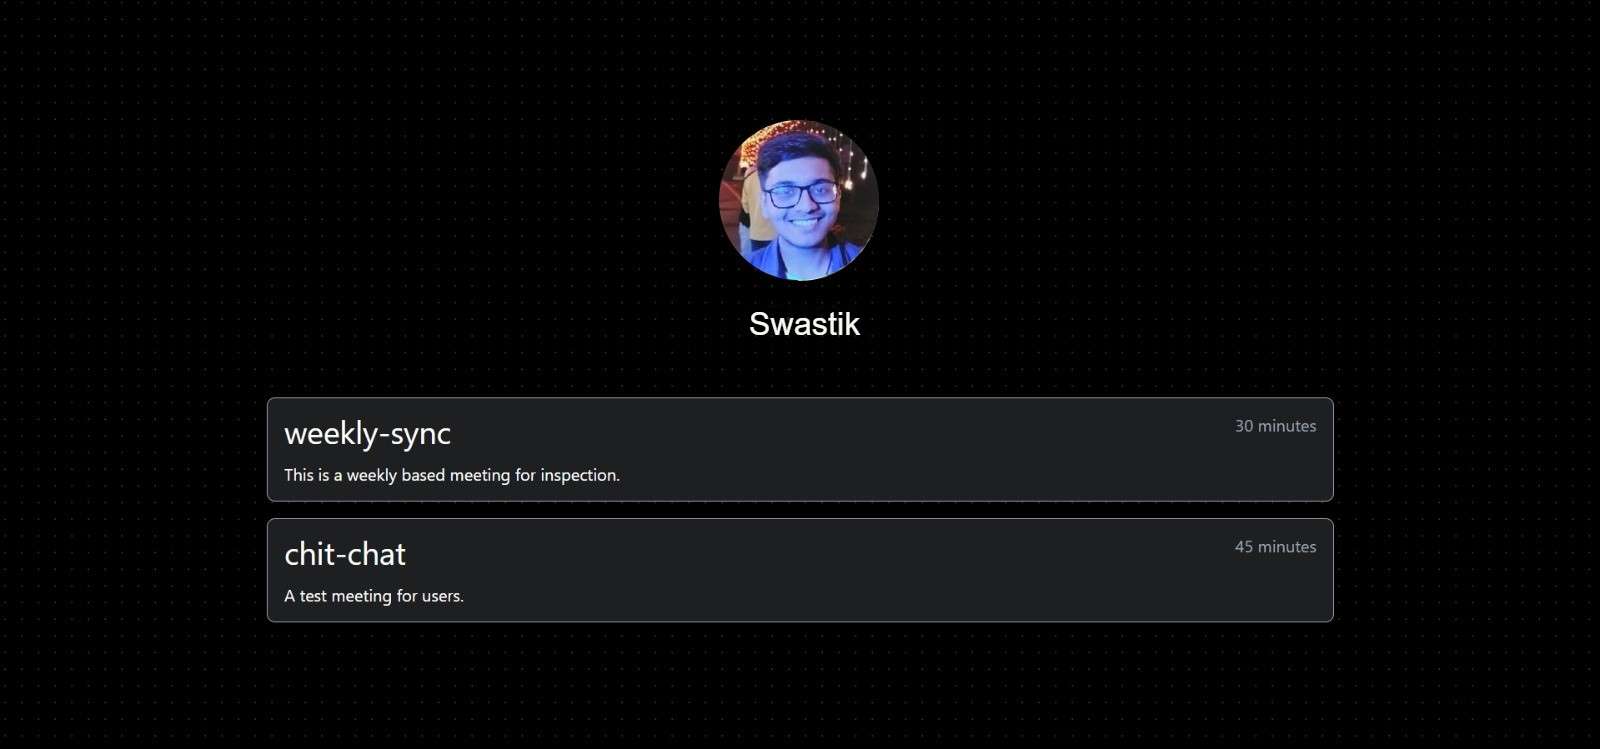 Swastik
weekly-sync
30 minutes
This is a weekly based meeting for inspection.
chit-chat
45 minutes
A test meeting for users.